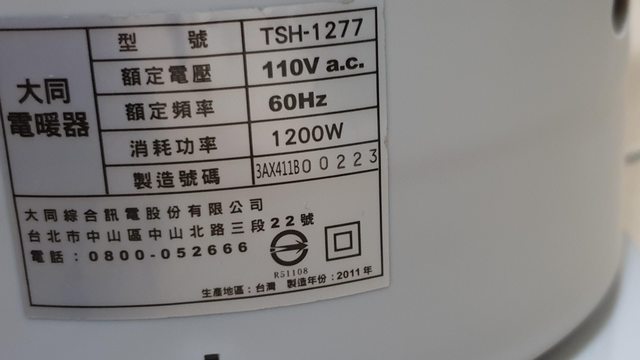 大同
電暖器
型號 TSH-1277
額定電壓 110V a.c.
額定頻率 60Hz
消耗功率 1200W
製造號碼 3AX411B00223
大同綜合訊電股份有限公司
台北市中山區中山北路三段22號
電話：0800-052666
R51108
生產地區：台灣 製造年份：2011年